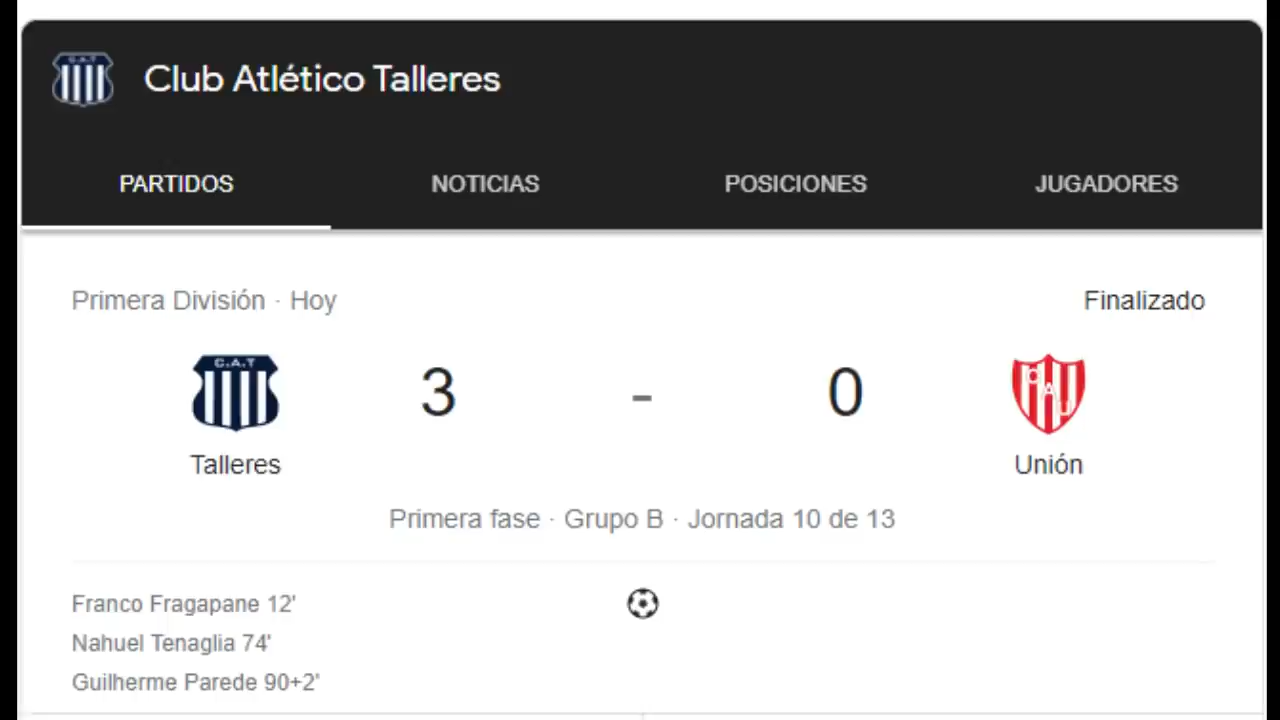 C.A.T
Club Atlético Talleres
PARTIDOS NOTICIAS POSICIONES JUGADORES
Primera División · Hoy Finalizado
C.A.T
3 - 0
CAU
Talleres Unión
Primera fase · Grupo B · Jornada 10 de 13
Franco Fragapane 12'
Nahuel Tenaglia 74'
Guilherme Parede 90+2'